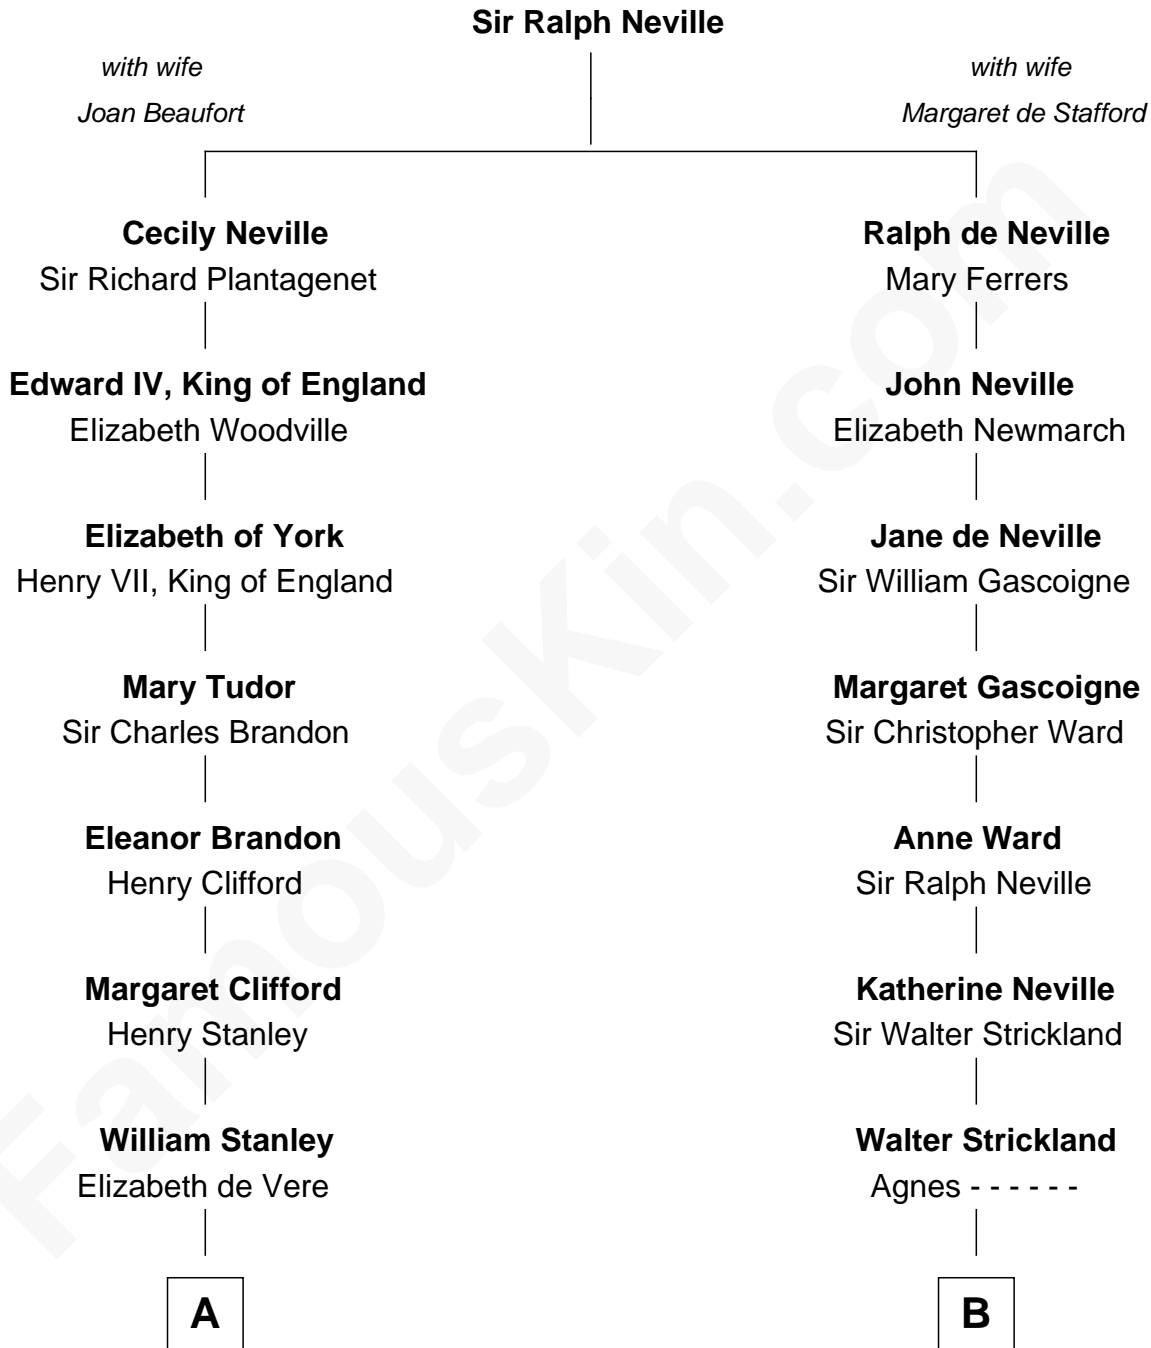 Sir Ralph Neville
with wife
Joan Beaufort
with wife
Margaret de Stafford
Cecily Neville
Sir Richard Plantagenet
Ralph de Neville
Mary Ferrers
Edward IV, King of England
Elizabeth Woodville
John Neville
Elizabeth Newmarch
Elizabeth of York
Henry VII, King of England
Jane de Neville
Sir William Gascoigne
Mary Tudor
Sir Charles Brandon
Margaret Gascoigne
Sir Christopher Ward
Eleanor Brandon
Henry Clifford
Anne Ward
Sir Ralph Neville
Margaret Clifford
Henry Stanley
Katherine Neville
Sir Walter Strickland
William Stanley
Elizabeth de Vere
Walter Strickland
Agnes - - - - - -
A
B
FamousKin.com